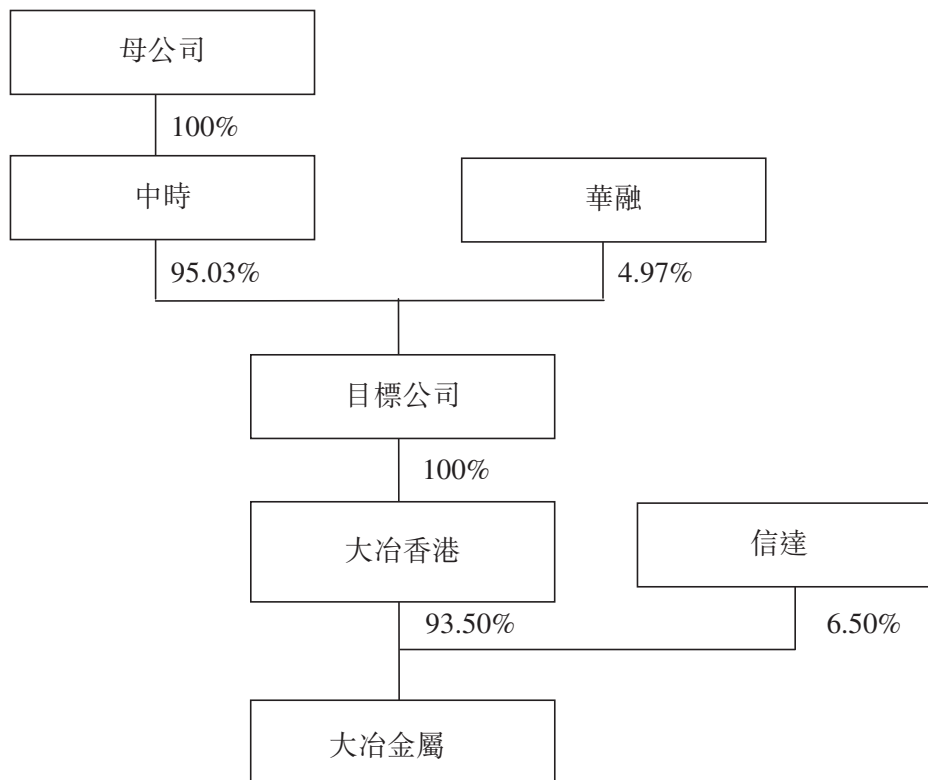 母公司
100%
中時
華融
95.03%
4.97%
目標公司
100%
大冶香港
信達
93.50%
6.50%
大冶金屬